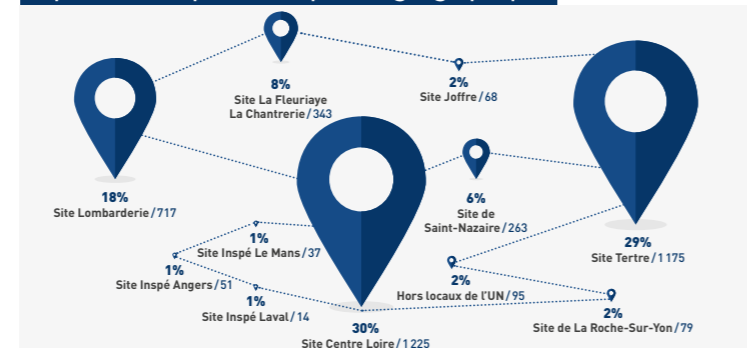 8%
Site La Fleuriaye
La Chantrerie/343
2%
Site Joffre/68
18%
Site Lombarderie/717
6%
Site de
Saint-Nazaire/263
29%
Site Tertre/1 175
1%
Site Inspé Le Mans/37
1%
Site Inspé Angers/51
2%
Hors locaux de l'UN/95
1%
Site Inspé Laval/14
2%
Site de La Roche-Sur-Yon/79
30%
Site Centre Loire/1 225